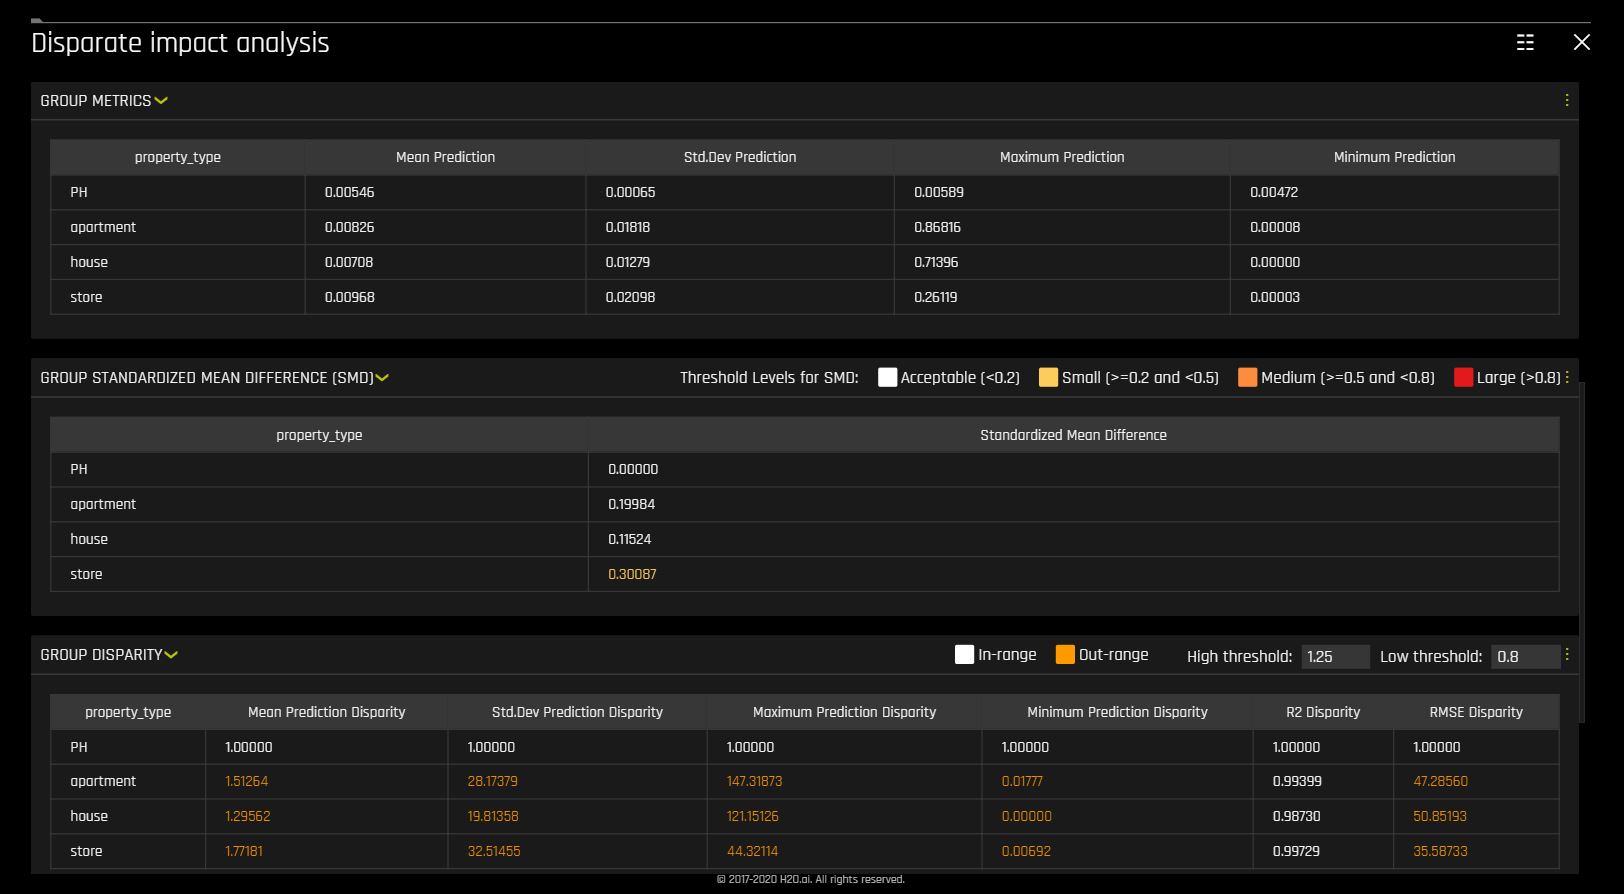 Disparate impact analysis
GROUP METRICS
property_type Mean Prediction Std.Dev Prediction Maximum Prediction Minimum Prediction
PH 0.00546 0.00065 0.00589 0.00472
apartment 0.00826 0.01818 0.86816 0.00008
house 0.00708 0.01279 0.71396 0.00000
store 0.00968 0.02098 0.26119 0.00003
GROUP STANDARDIZED MEAN DIFFERENCE (SMD) Threshold Levels for SMD: Acceptable (<0.2) Small (>=0.2 and <0.5) Medium (>=0.5 and <0.8) Large (>0.8)
property_type Standardized Mean Difference
PH 0.00000
apartment 0.19984
house 0.11524
store 0.30087
GROUP DISPARITY In-range Out-range High threshold: 1.25 Low threshold: 0.8
property_type Mean Prediction Disparity Std.Dev Prediction Disparity Maximum Prediction Disparity Minimum Prediction Disparity R2 Disparity RMSE Disparity
PH 1.00000 1.00000 1.00000 1.00000 1.00000 1.00000
apartment 1.51264 28.17379 147.31873 0.01777 0.99399 47.28560
house 1.29562 19.81358 121.15126 0.00000 0.98730 50.85193
store 1.77181 32.51455 44.32114 0.00692 0.99729 35.58733
© 2017-2020 H2O.ai. All rights reserved.